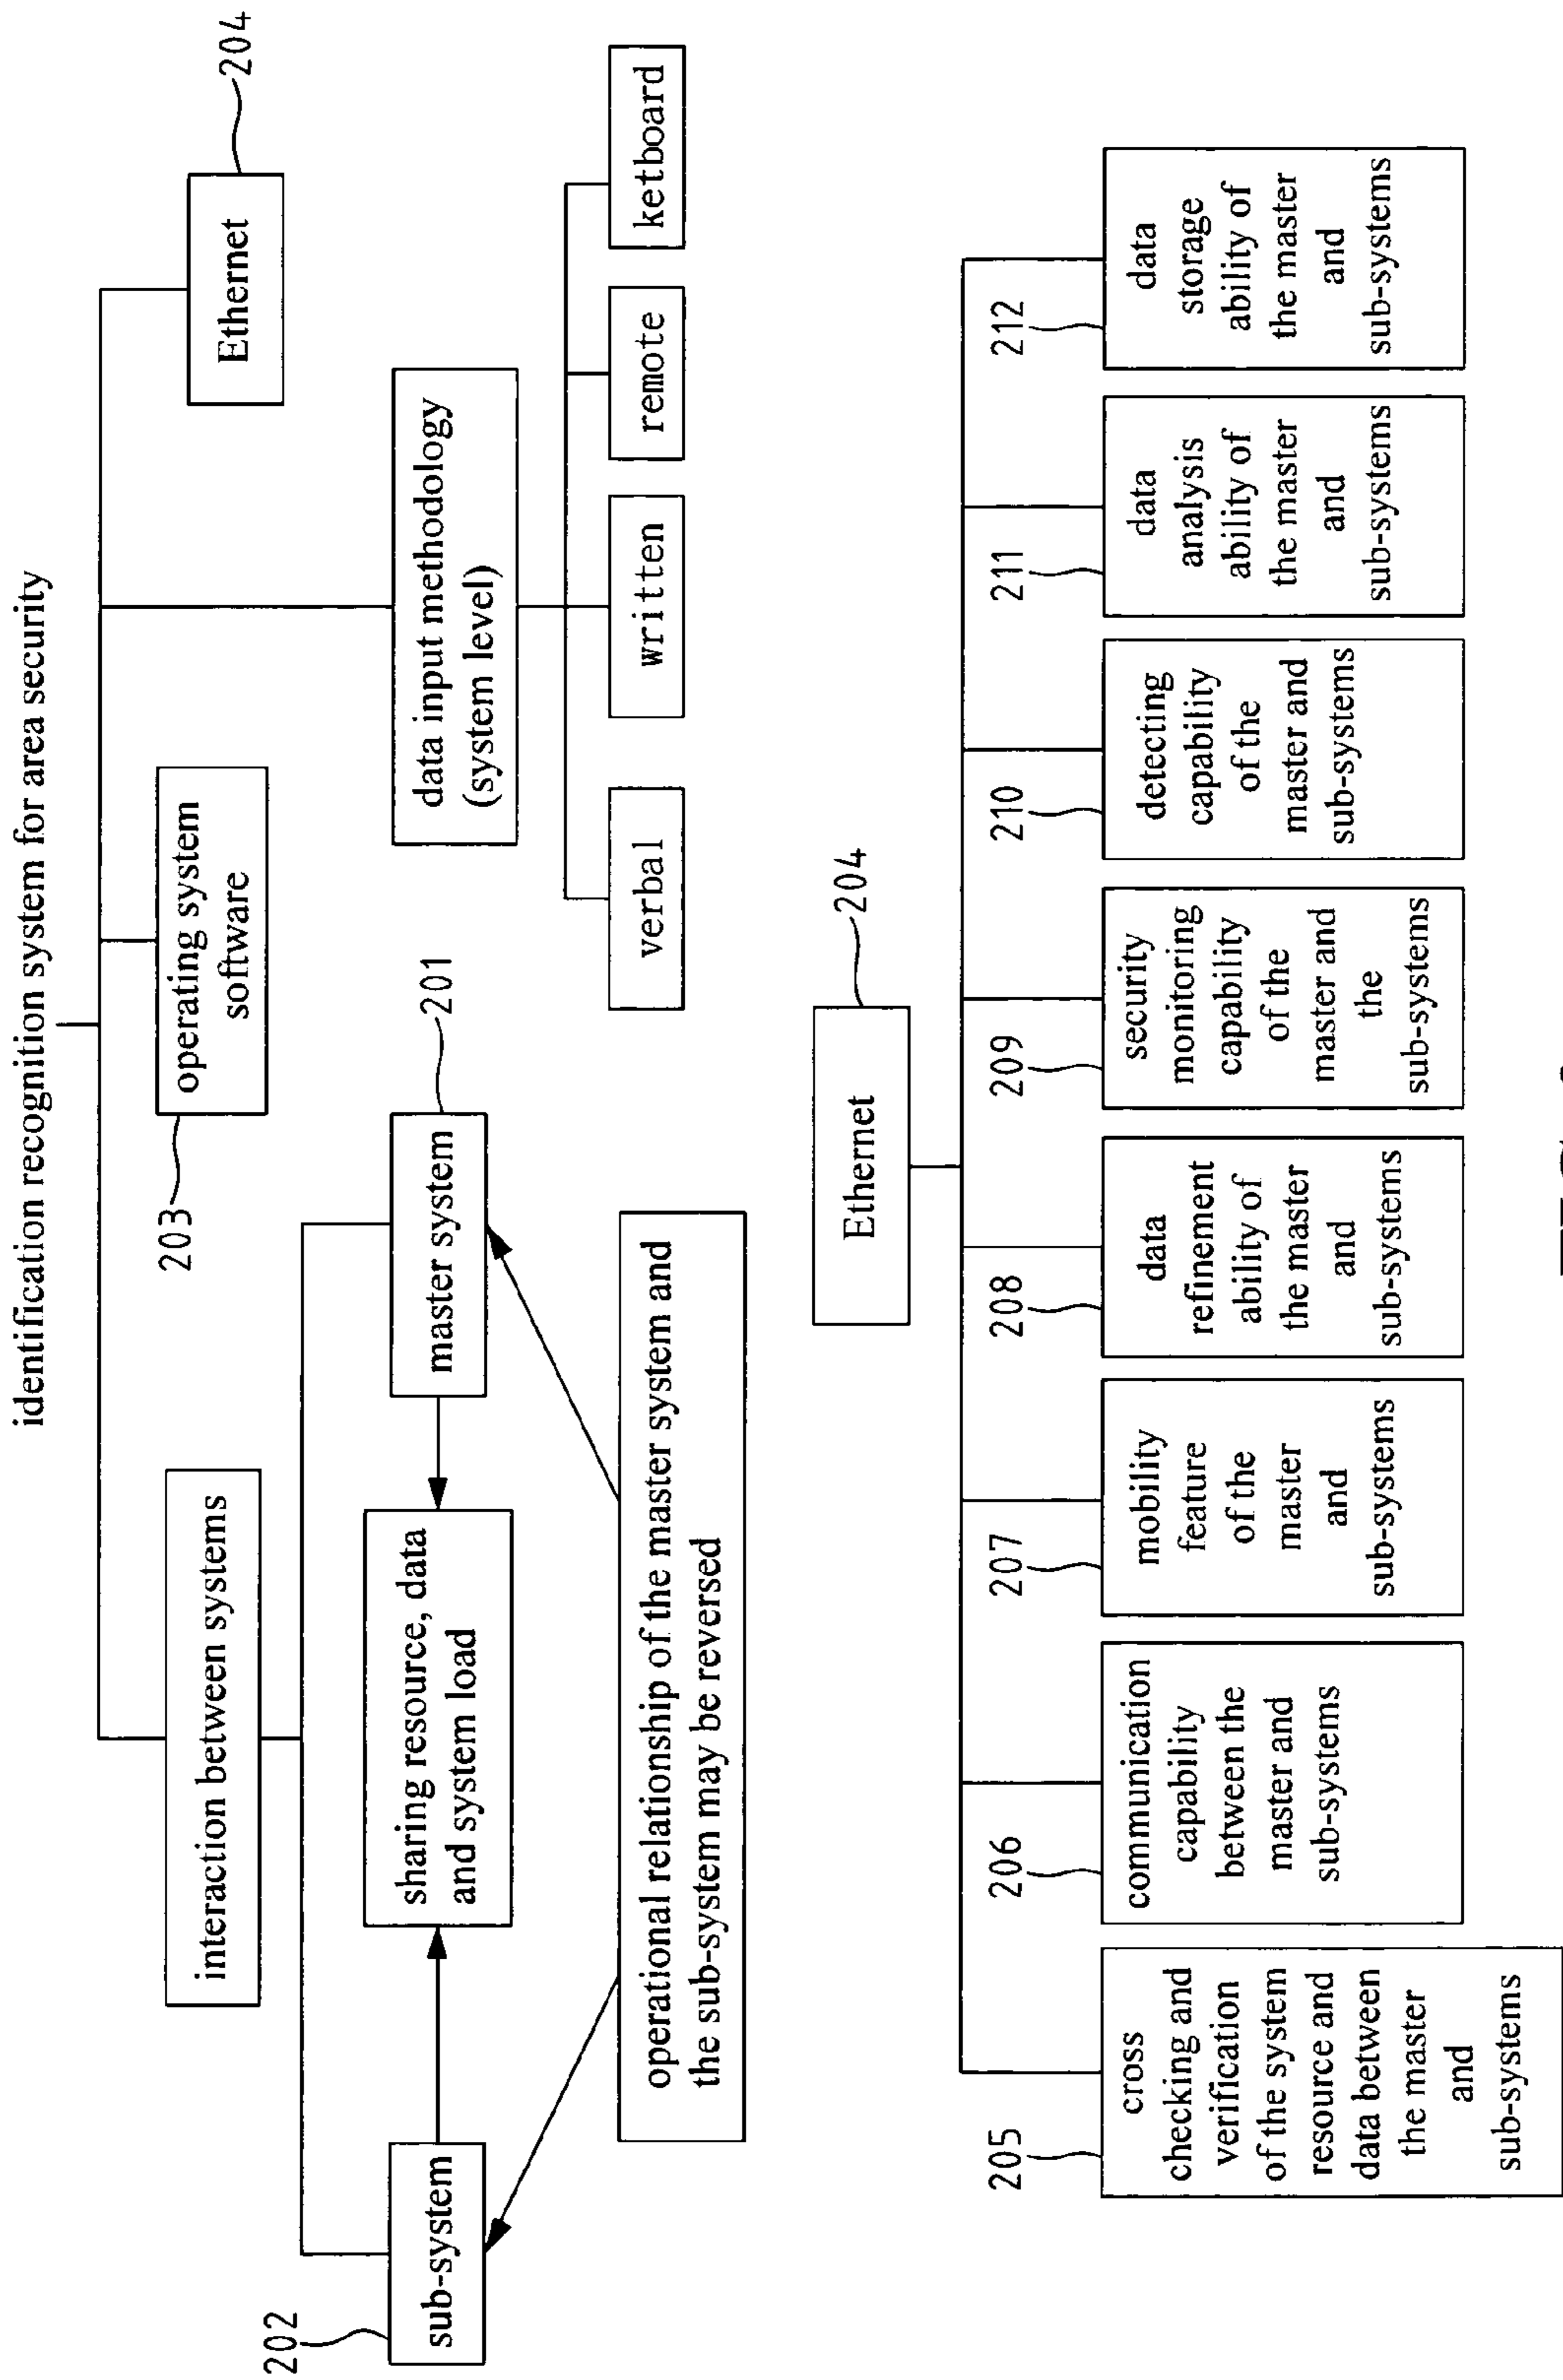 identification recognition system for area security
interaction between systems
203
operating system
software
Ethernet
204
202
sub-system
sharing resource, data
and system load
master system
201
data input methodology
(system level)
operational relationship of the master system and
the sub-system may be reversed
verbal
written
remote
ketboard
Ethernet
204
205
cross
checking and
verification
of the system
resource and
data between
the master
and
sub-systems
206
communication
capability
between the
master and
sub-systems
207
mobility
feature
of the
master
and
sub-systems
208
data
refinement
ability of
the master
and
sub-systems
209
security
monitoring
capability
of the
master and
the
sub-systems
210
detecting
capability
of the
master and
sub-systems
211
data
analysis
ability of
the master
and
sub-systems
212
data
storage
ability of
the master
and
sub-systems